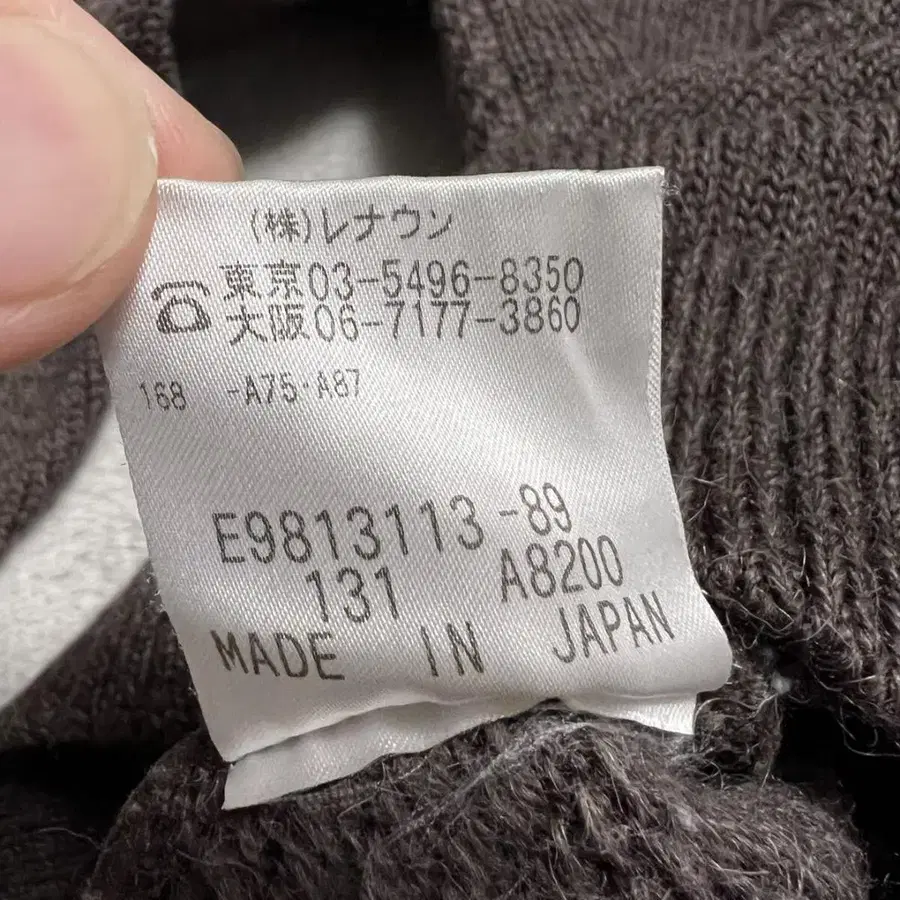 (株)レナウン
☎ 東京03-5496-8350
大阪06-7177-3860
168 -A75・A87
E9813113-89
131 A8200
MADE IN JAPAN